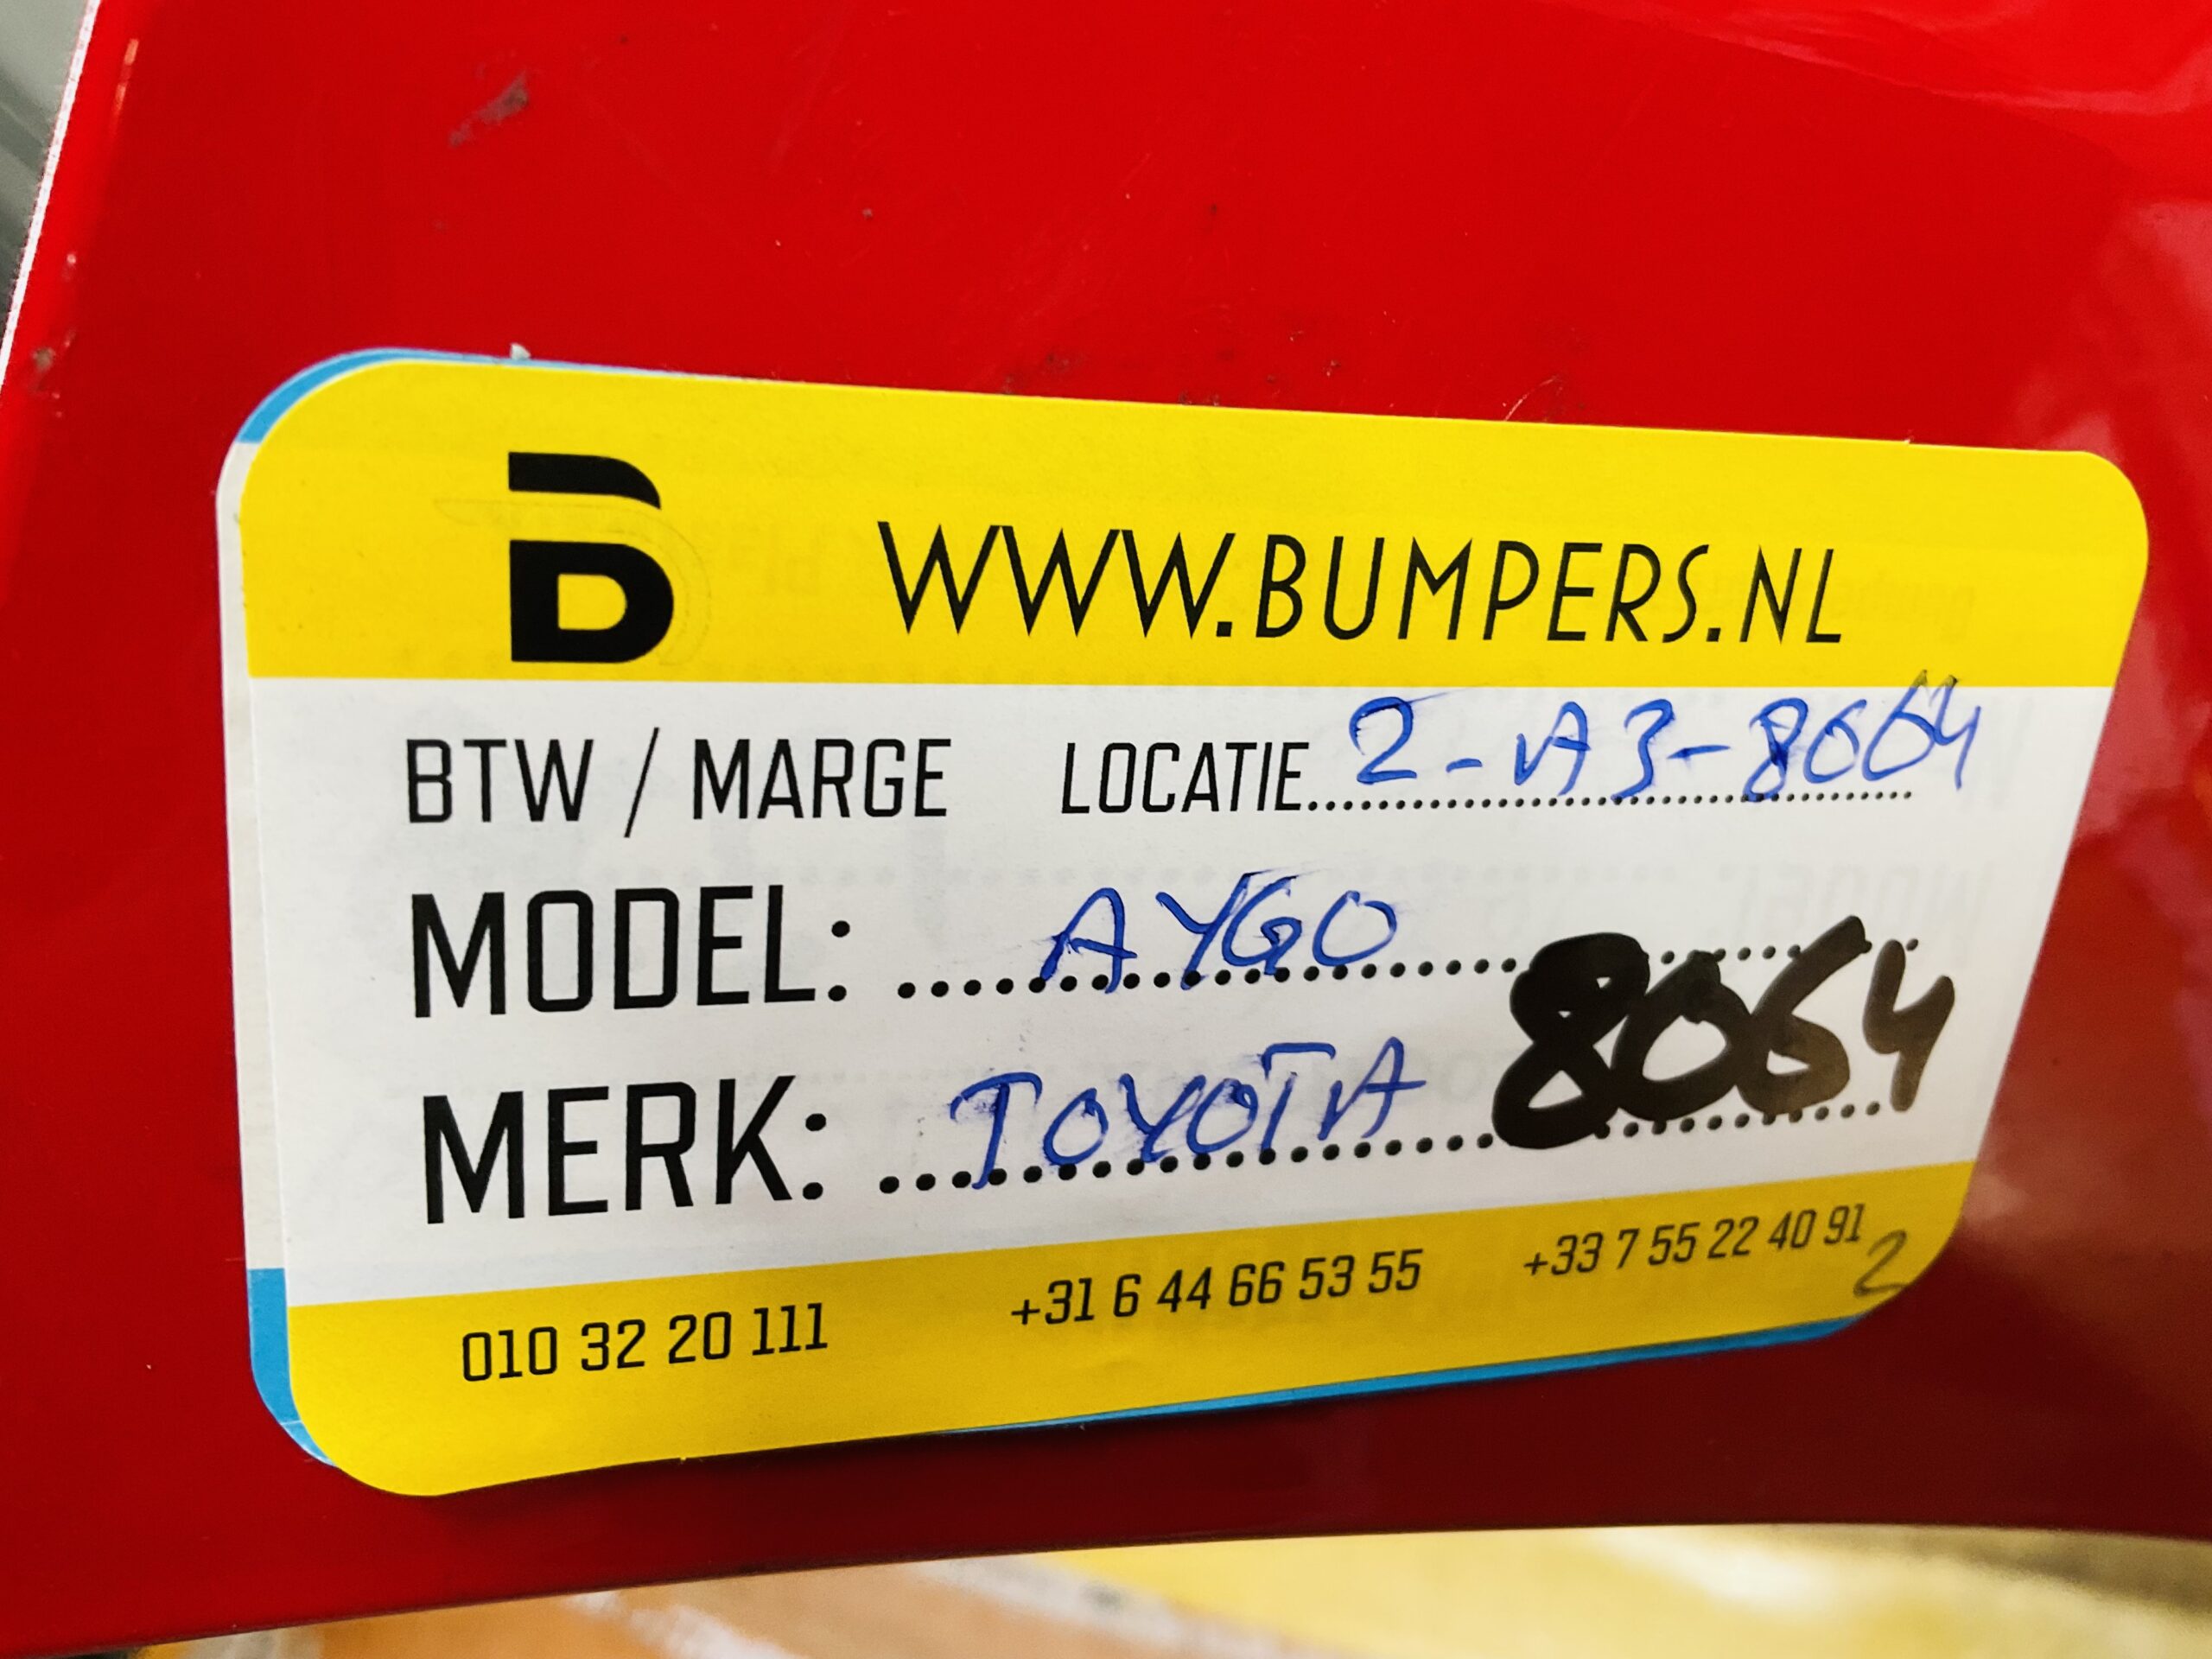 B WWW.BUMPERS.NL
BTW / MARGE LOCATIE 2-A3-8064
MODEL: AYGO
8064
MERK: TOYOTA
010 32 20 111 +31 6 44 66 53 55 +33 7 55 22 40 91
2